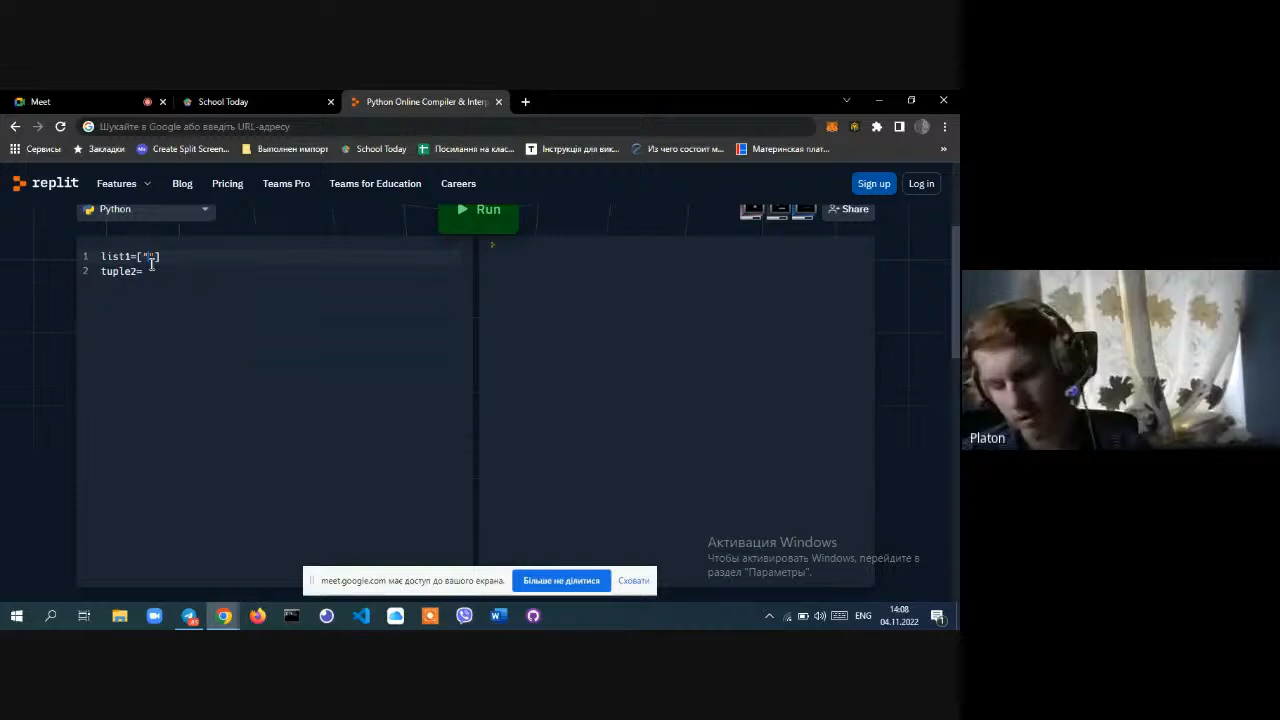 Meet
School Today
Python Online Compiler & Interp
Шукайте в Google або введіть URL-адресу
Сервисы
Закладки
Create Split Screen...
Выполнен импорт
School Today
Посилання на клас...
Інструкція для вик...
Из чего состоит м...
Материнская плат...
»
replit
Features
Blog
Pricing
Teams Pro
Teams for Education
Careers
Sign up
Log in
Python
Run
Share
1 list1=[""]
2 tuple2=
>
Platon
Активация Windows
Чтобы активировать Windows, перейдите в
раздел "Параметры".
meet.google.com має доступ до вашого екрана.
Більше не ділитися
Сховати
ENG
14:08
04.11.2022